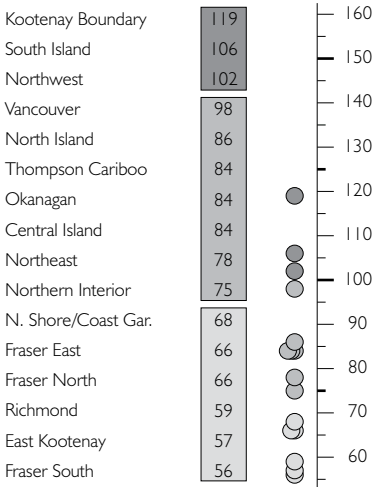 Kootenay Boundary 119
South Island 106
Northwest 102
Vancouver 98
North Island 86
Thompson Cariboo 84
Okanagan 84
Central Island 84
Northeast 78
Northern Interior 75
N. Shore/Coast Gar. 68
Fraser East 66
Fraser North 66
Richmond 59
East Kootenay 57
Fraser South 56
160
150
140
130
120
110
100
90
80
70
60